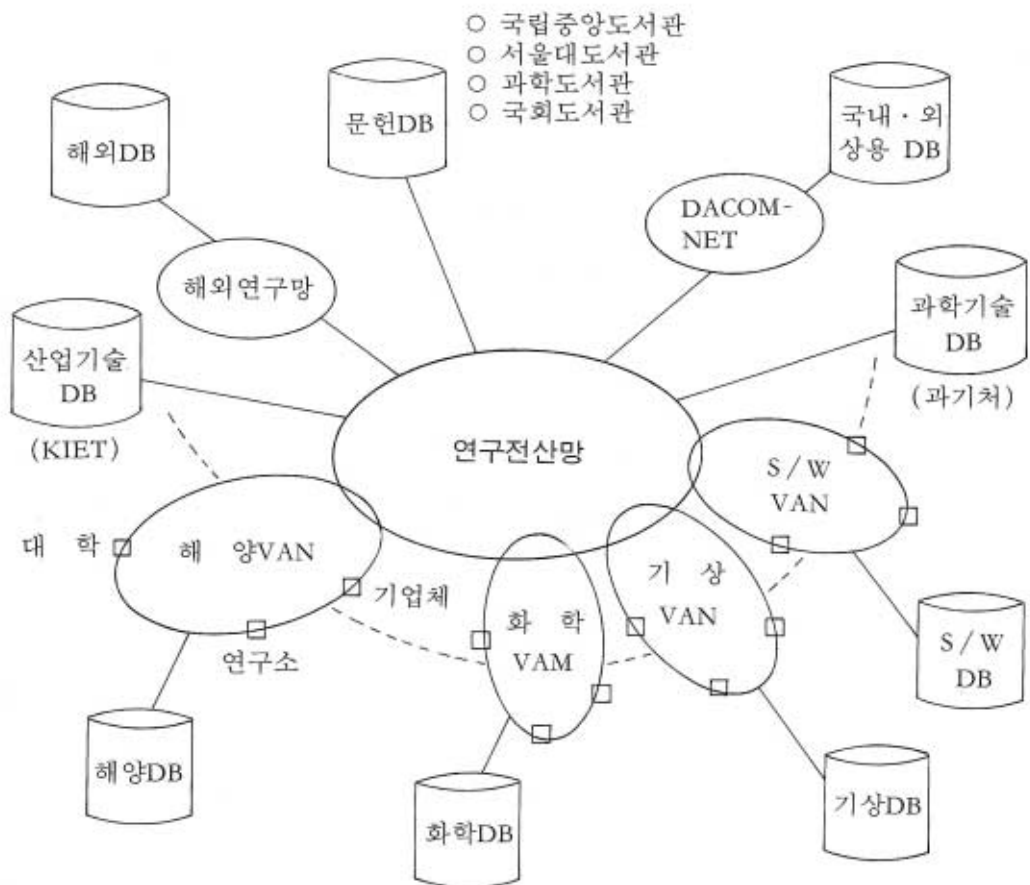 ○ 국립중앙도서관
○ 서울대도서관
○ 과학도서관
○ 국회도서관
해외DB
문헌DB
국내 · 외
상용 DB
DACOM-
NET
해외연구망
과학기술
DB
(과기처)
산업기술
DB
(KIET)
연구전산망
S / W
VAN
대 학
해 양VAN
기업체
연구소
화 학
VAM
기 상
VAN
S / W
DB
해양DB
화학DB
기상DB